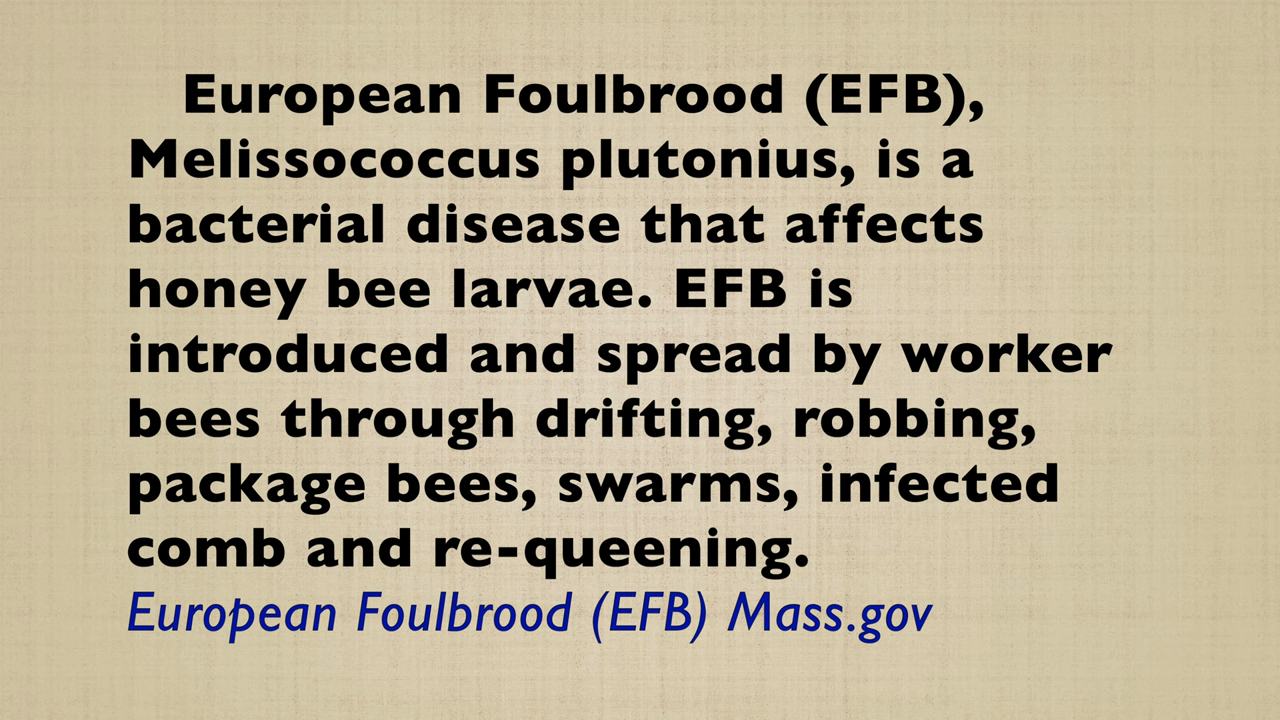 European Foulbrood (EFB),
Melissococcus plutonius, is a
bacterial disease that affects
honey bee larvae. EFB is
introduced and spread by worker
bees through drifting, robbing,
package bees, swarms, infected
comb and re-queening.
European Foulbrood (EFB) Mass.gov